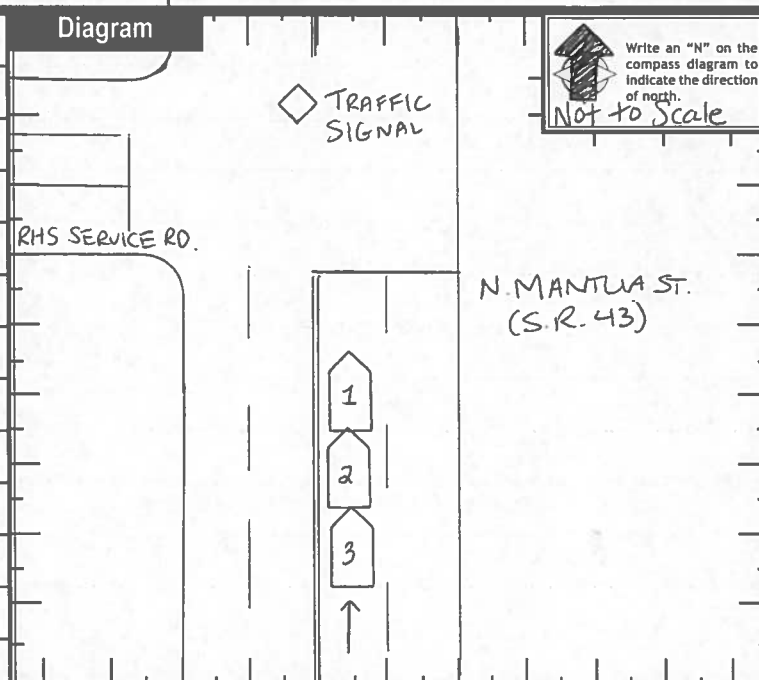 Diagram
Write an "N" on the
compass diagram to
indicate the direction
of north.
Not to Scale
TRAFFIC
SIGNAL
RHS SERVICE RD.
N. MANTUA ST.
(S.R. 43)
1
2
3